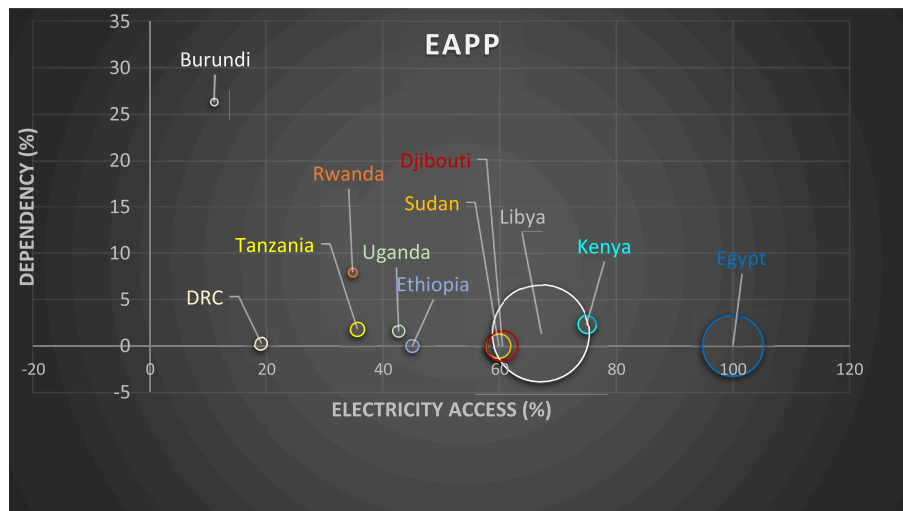 EAPP
35
30
25
20
15
10
5
0
-5
DEPENDENCY (%)
Burundi
Djibouti
Rwanda
Sudan
Libya
Tanzania
Uganda
Kenya
Egypt
Ethiopia
DRC
-20
0
20
40
60
80
100
120
ELECTRICITY ACCESS (%)